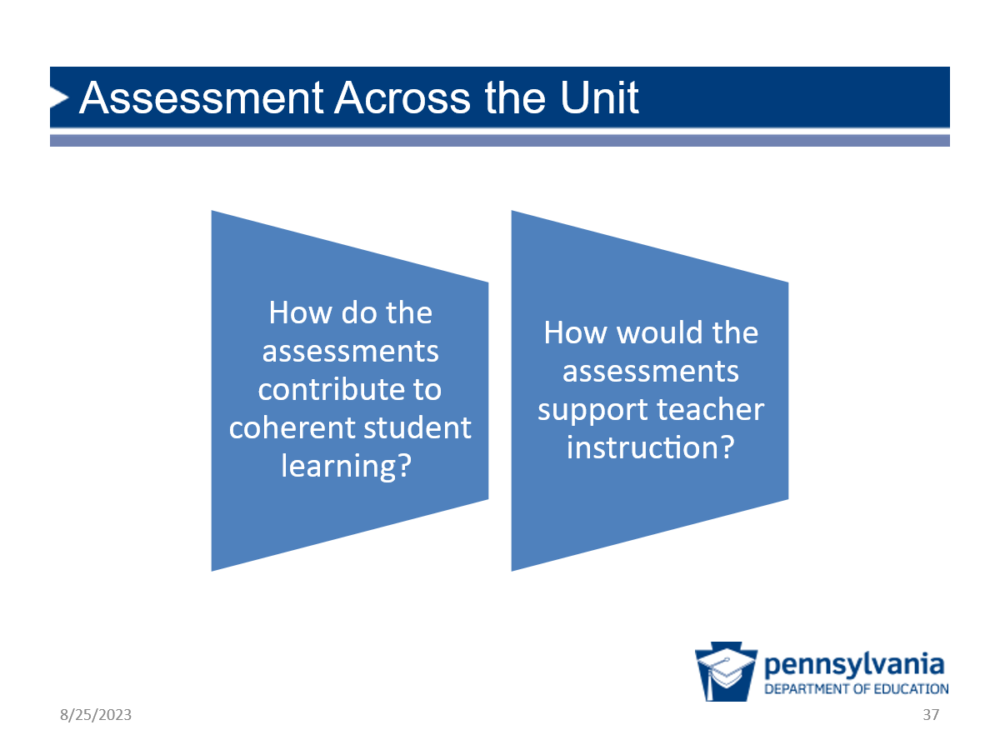 Assessment Across the Unit
How do the
assessments
contribute to
coherent student
learning?
How would the
assessments
support teacher
instruction?
pennsylvania
DEPARTMENT OF EDUCATION
8/25/2023
37